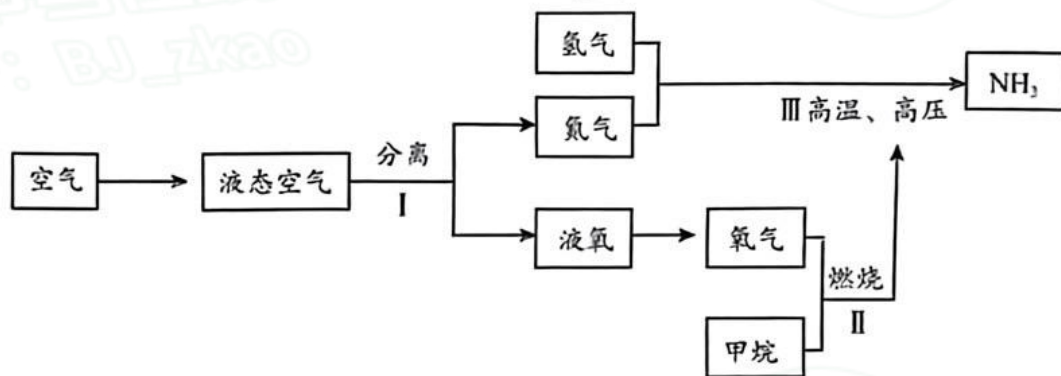 : BJ_zkao
氢气
NH₃
Ⅲ高温、高压
氮气
分离
空气
液态空气
Ⅰ
液氧
氧气
燃烧
Ⅱ
甲烷